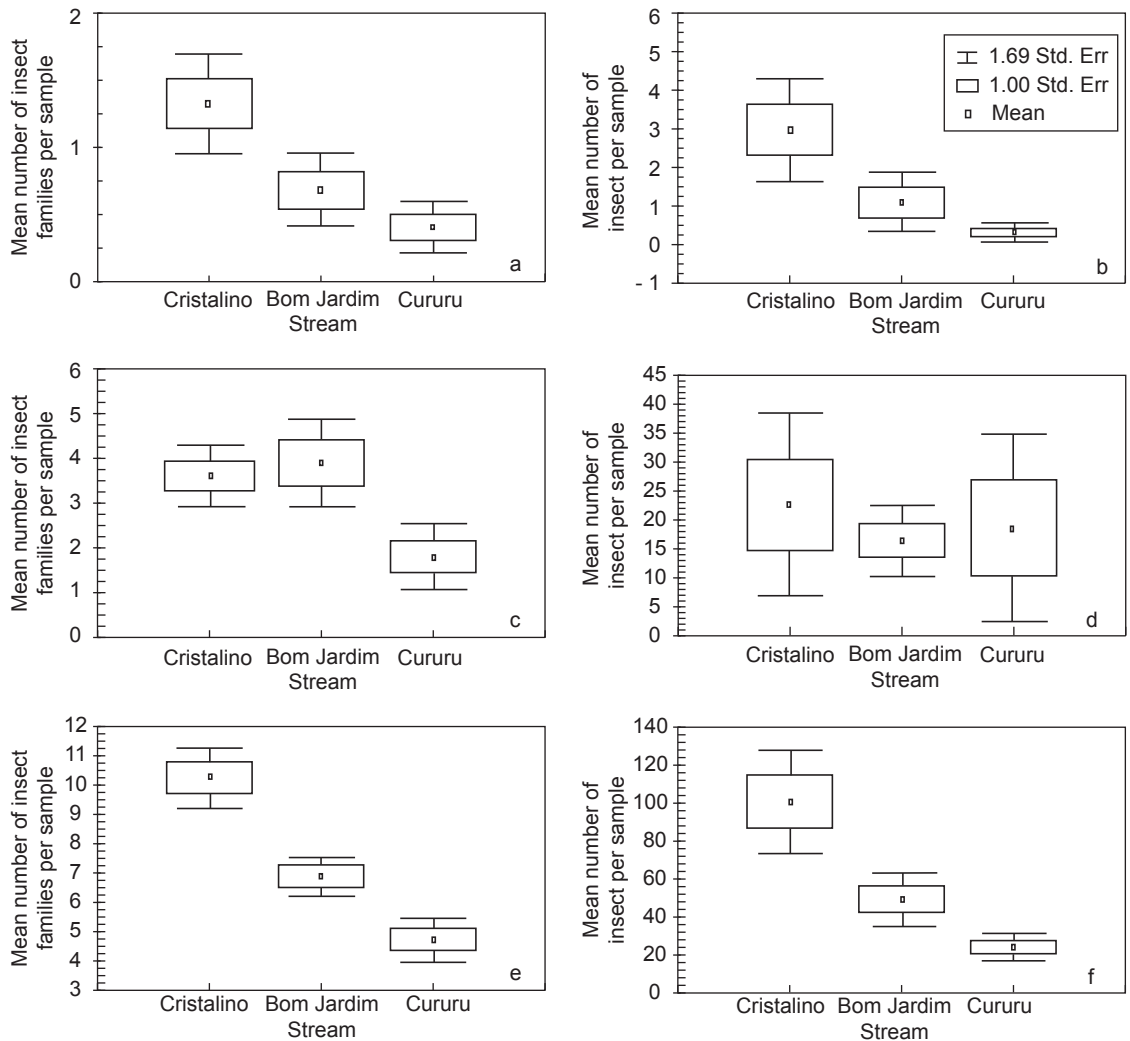 Mean number of insect
families per sample
2
1
0
Cristalino
Bom Jardim
Cururu
Stream
a
Mean number of
insect per sample
6
5
4
3
2
1
0
- 1
1.69 Std. Err
1.00 Std. Err
Mean
Cristalino
Bom Jardim
Cururu
Stream
b
Mean number of insect
families per sample
6
5
4
3
2
1
0
Cristalino
Bom Jardim
Cururu
Stream
c
Mean number of
insect per sample
45
40
35
30
25
20
15
10
5
0
Cristalino
Bom Jardim
Cururu
Stream
d
Mean number of insect
families per sample
12
11
10
9
8
7
6
5
4
3
Cristalino
Bom Jardim
Cururu
Stream
e
Mean number of
insect per sample
140
120
100
80
60
40
20
0
Cristalino
Bom Jardim
Cururu
Stream
f